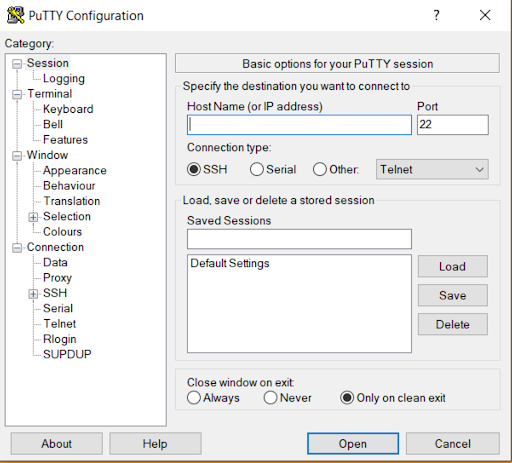 PuTTY Configuration
?
Category:
Session
Logging
Terminal
Keyboard
Bell
Features
Window
Appearance
Behaviour
Translation
Selection
Colours
Connection
Data
Proxy
SSH
Serial
Telnet
Rlogin
SUPDUP
Basic options for your PuTTY session
Specify the destination you want to connect to
Host Name (or IP address) Port
22
Connection type:
SSH Serial Other: Telnet
Load, save or delete a stored session
Saved Sessions
Default Settings
Load
Save
Delete
Close window on exit:
Always Never Only on clean exit
About Help Open Cancel